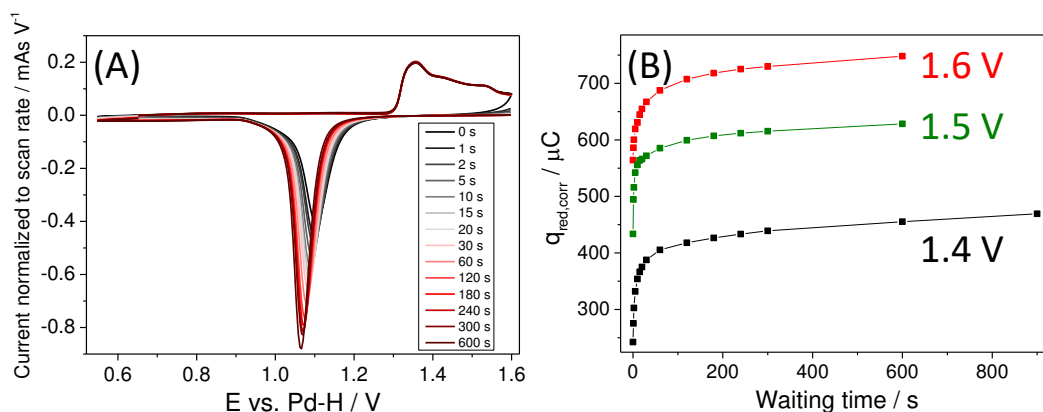 (A)
Current normalized to scan rate / mAs V⁻¹
0.2
0.0
-0.2
-0.4
-0.6
-0.8
0.6
0.8
1.0
1.2
1.4
1.6
E vs. Pd-H / V
0 s
1 s
2 s
5 s
10 s
15 s
20 s
30 s
60 s
120 s
180 s
240 s
300 s
600 s
(B)
q_red,corr / µC
700
600
500
400
300
0
200
400
600
800
Waiting time / s
1.6 V
1.5 V
1.4 V